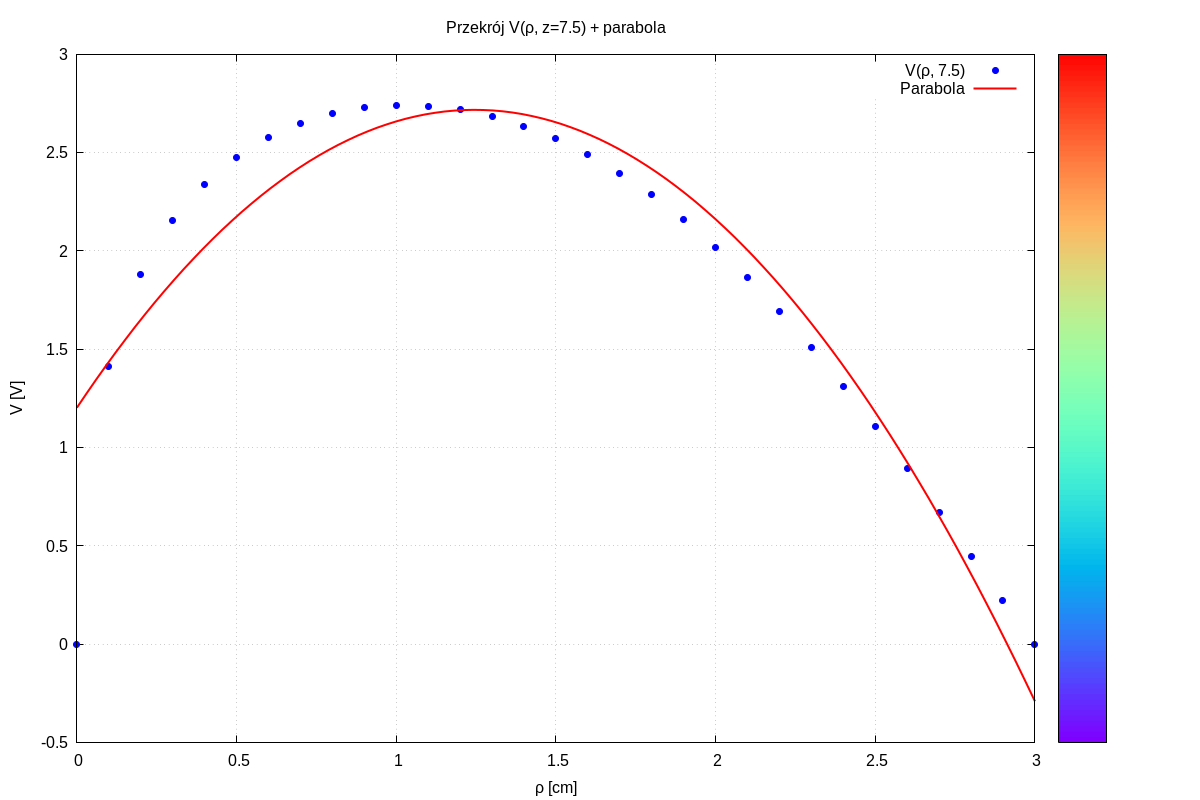 Przekrój V(ρ, z=7.5) + parabola
V(ρ, 7.5)
Parabola
3
2.5
2
1.5
1
0.5
0
-0.5
V [V]
0 0.5 1 1.5 2 2.5 3
ρ [cm]